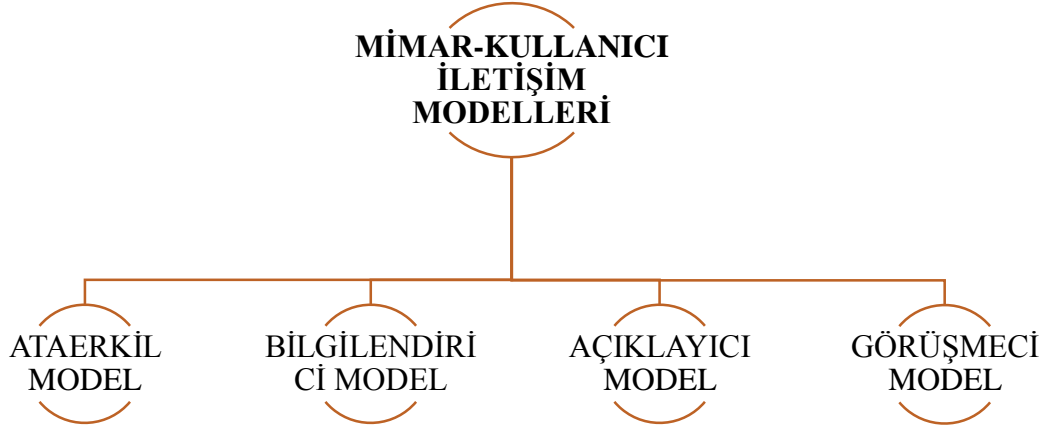 MİMAR-KULLANICI
İLETİŞİM
MODELLERİ
ATAERKİL
MODEL
BİLGİLENDİRİ
Cİ MODEL
AÇIKLAYICI
MODEL
GÖRÜŞMECİ
MODEL